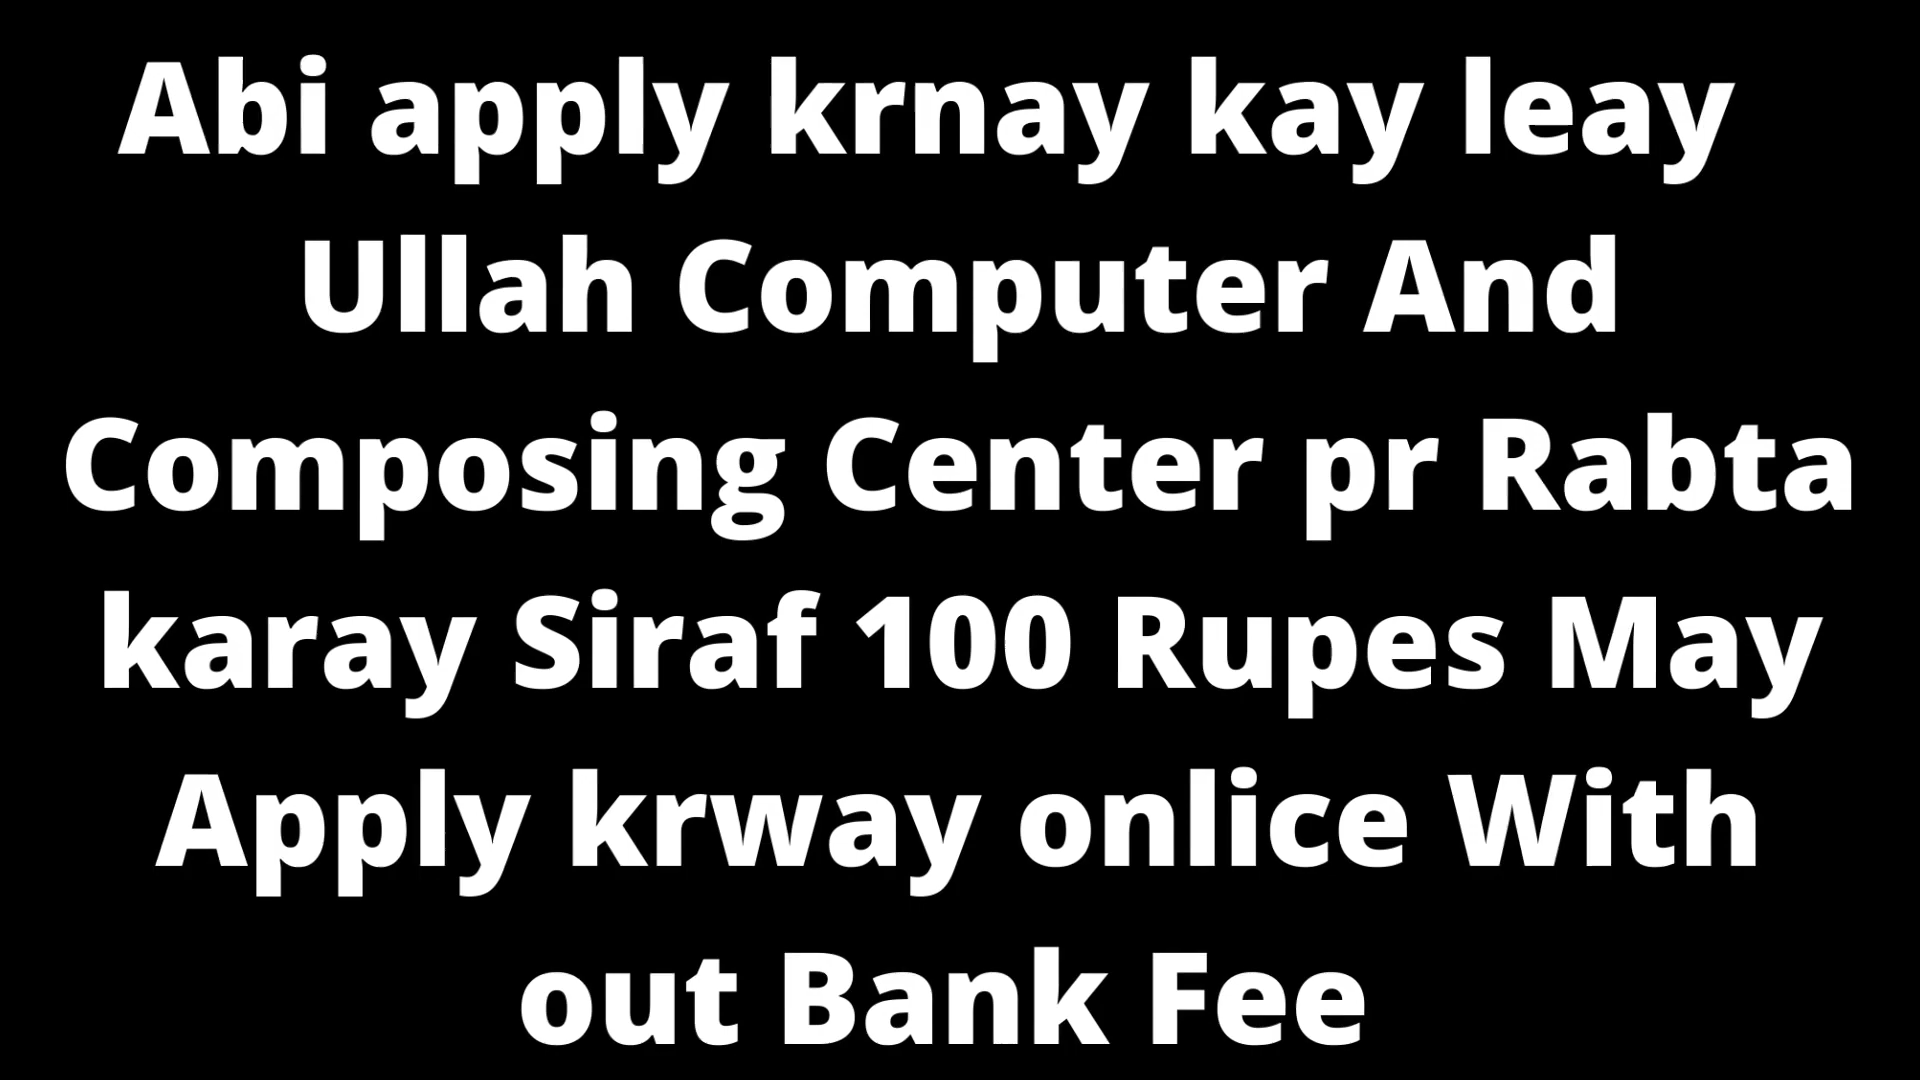 Abi apply krnay kay leay
Ullah Computer And
Composing Center pr Rabta
karay Siraf 100 Rupes May
Apply krway onlice With
out Bank Fee